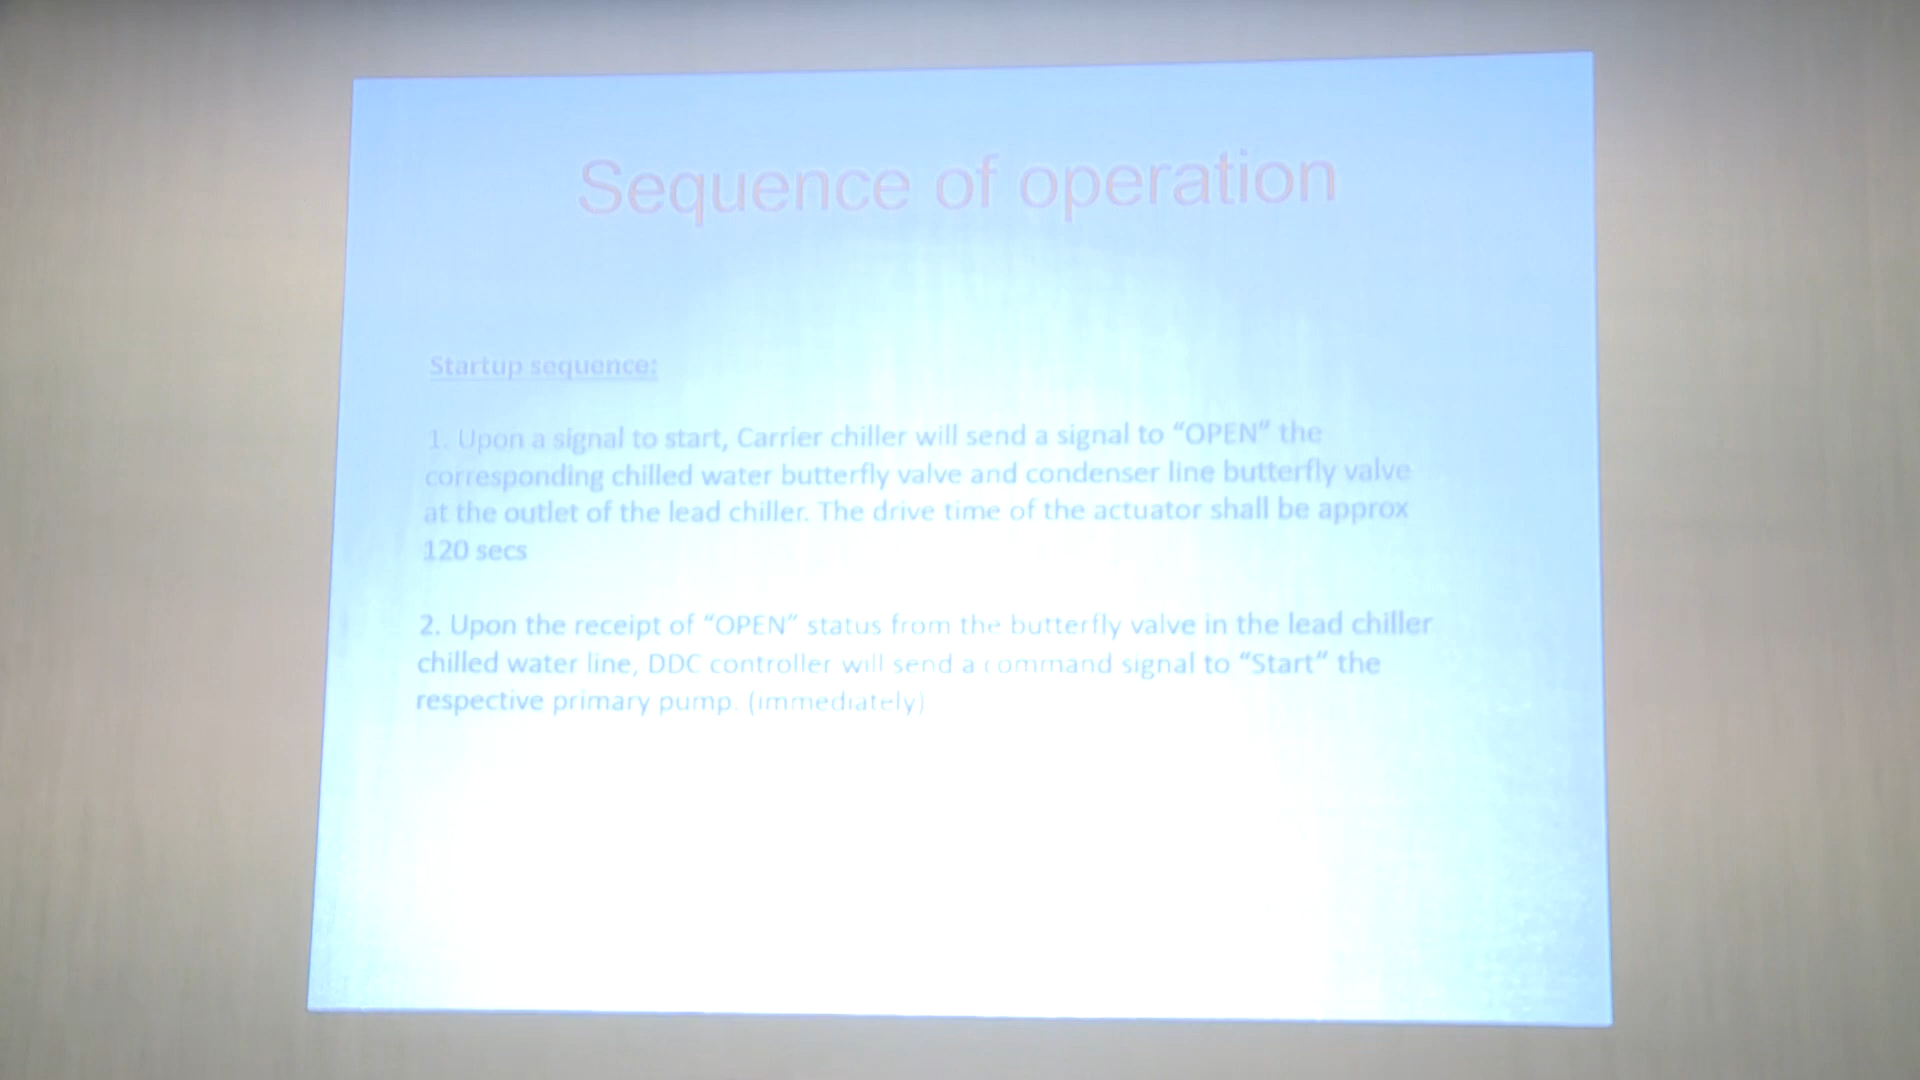 Sequence of operation
Startup sequence:
1. Upon a signal to start, Carrier chiller will send a signal to “OPEN” the
corresponding chilled water butterfly valve and condenser line butterfly valve
at the outlet of the lead chiller. The drive time of the actuator shall be approx
120 secs
2. Upon the receipt of “OPEN” status from the butterfly valve in the lead chiller
chilled water line, DDC controller will send a command signal to “Start” the
respective primary pump. (immediately)